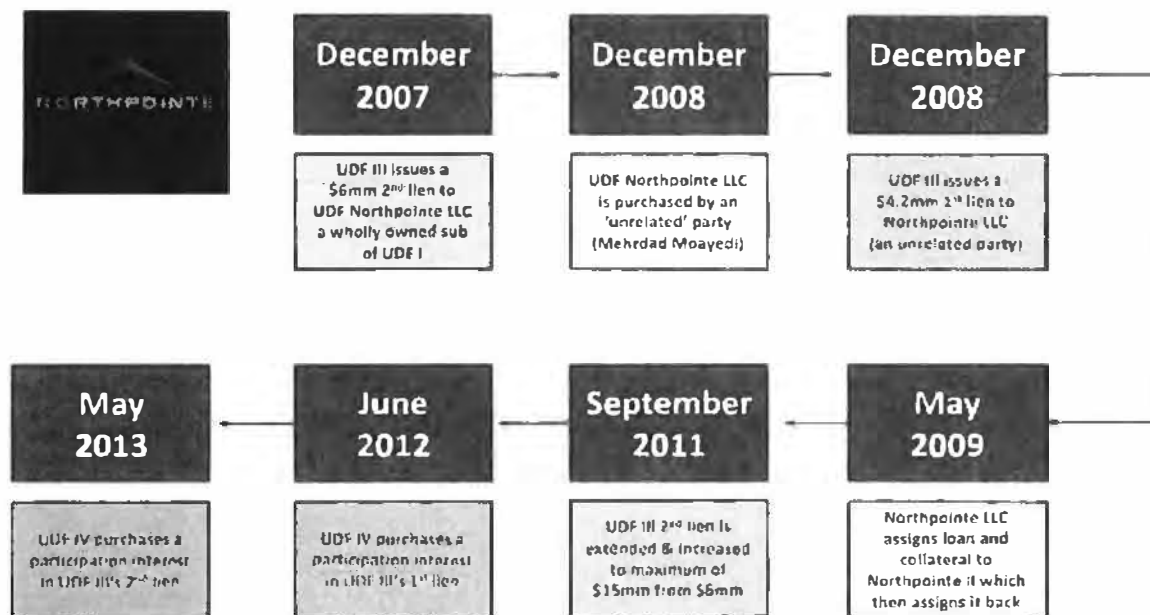 NORTHPOINTE
December
2007
December
2008
December
2008
UDF III issues a
$6mm 2nd lien to
UDF Northpointe LLC
a wholly owned sub
of UDF I
UDF Northpointe LLC
is purchased by an
'unrelated' party
(Mehrdad Moayedi)
UDF III issues a
$4.2mm 1st lien to
Northpointe LLC
(an unrelated party)
May
2013
June
2012
September
2011
May
2009
UDF IV purchases a
participation interest
in UDF III's 2nd lien
UDF IV purchases a
participation interest
in UDF III's 1st lien
UDF III 2nd lien is
extended & increased
to maximum of
$15mm from $6mm
Northpointe LLC
assigns loan and
collateral to
Northpointe II which
then assigns it back